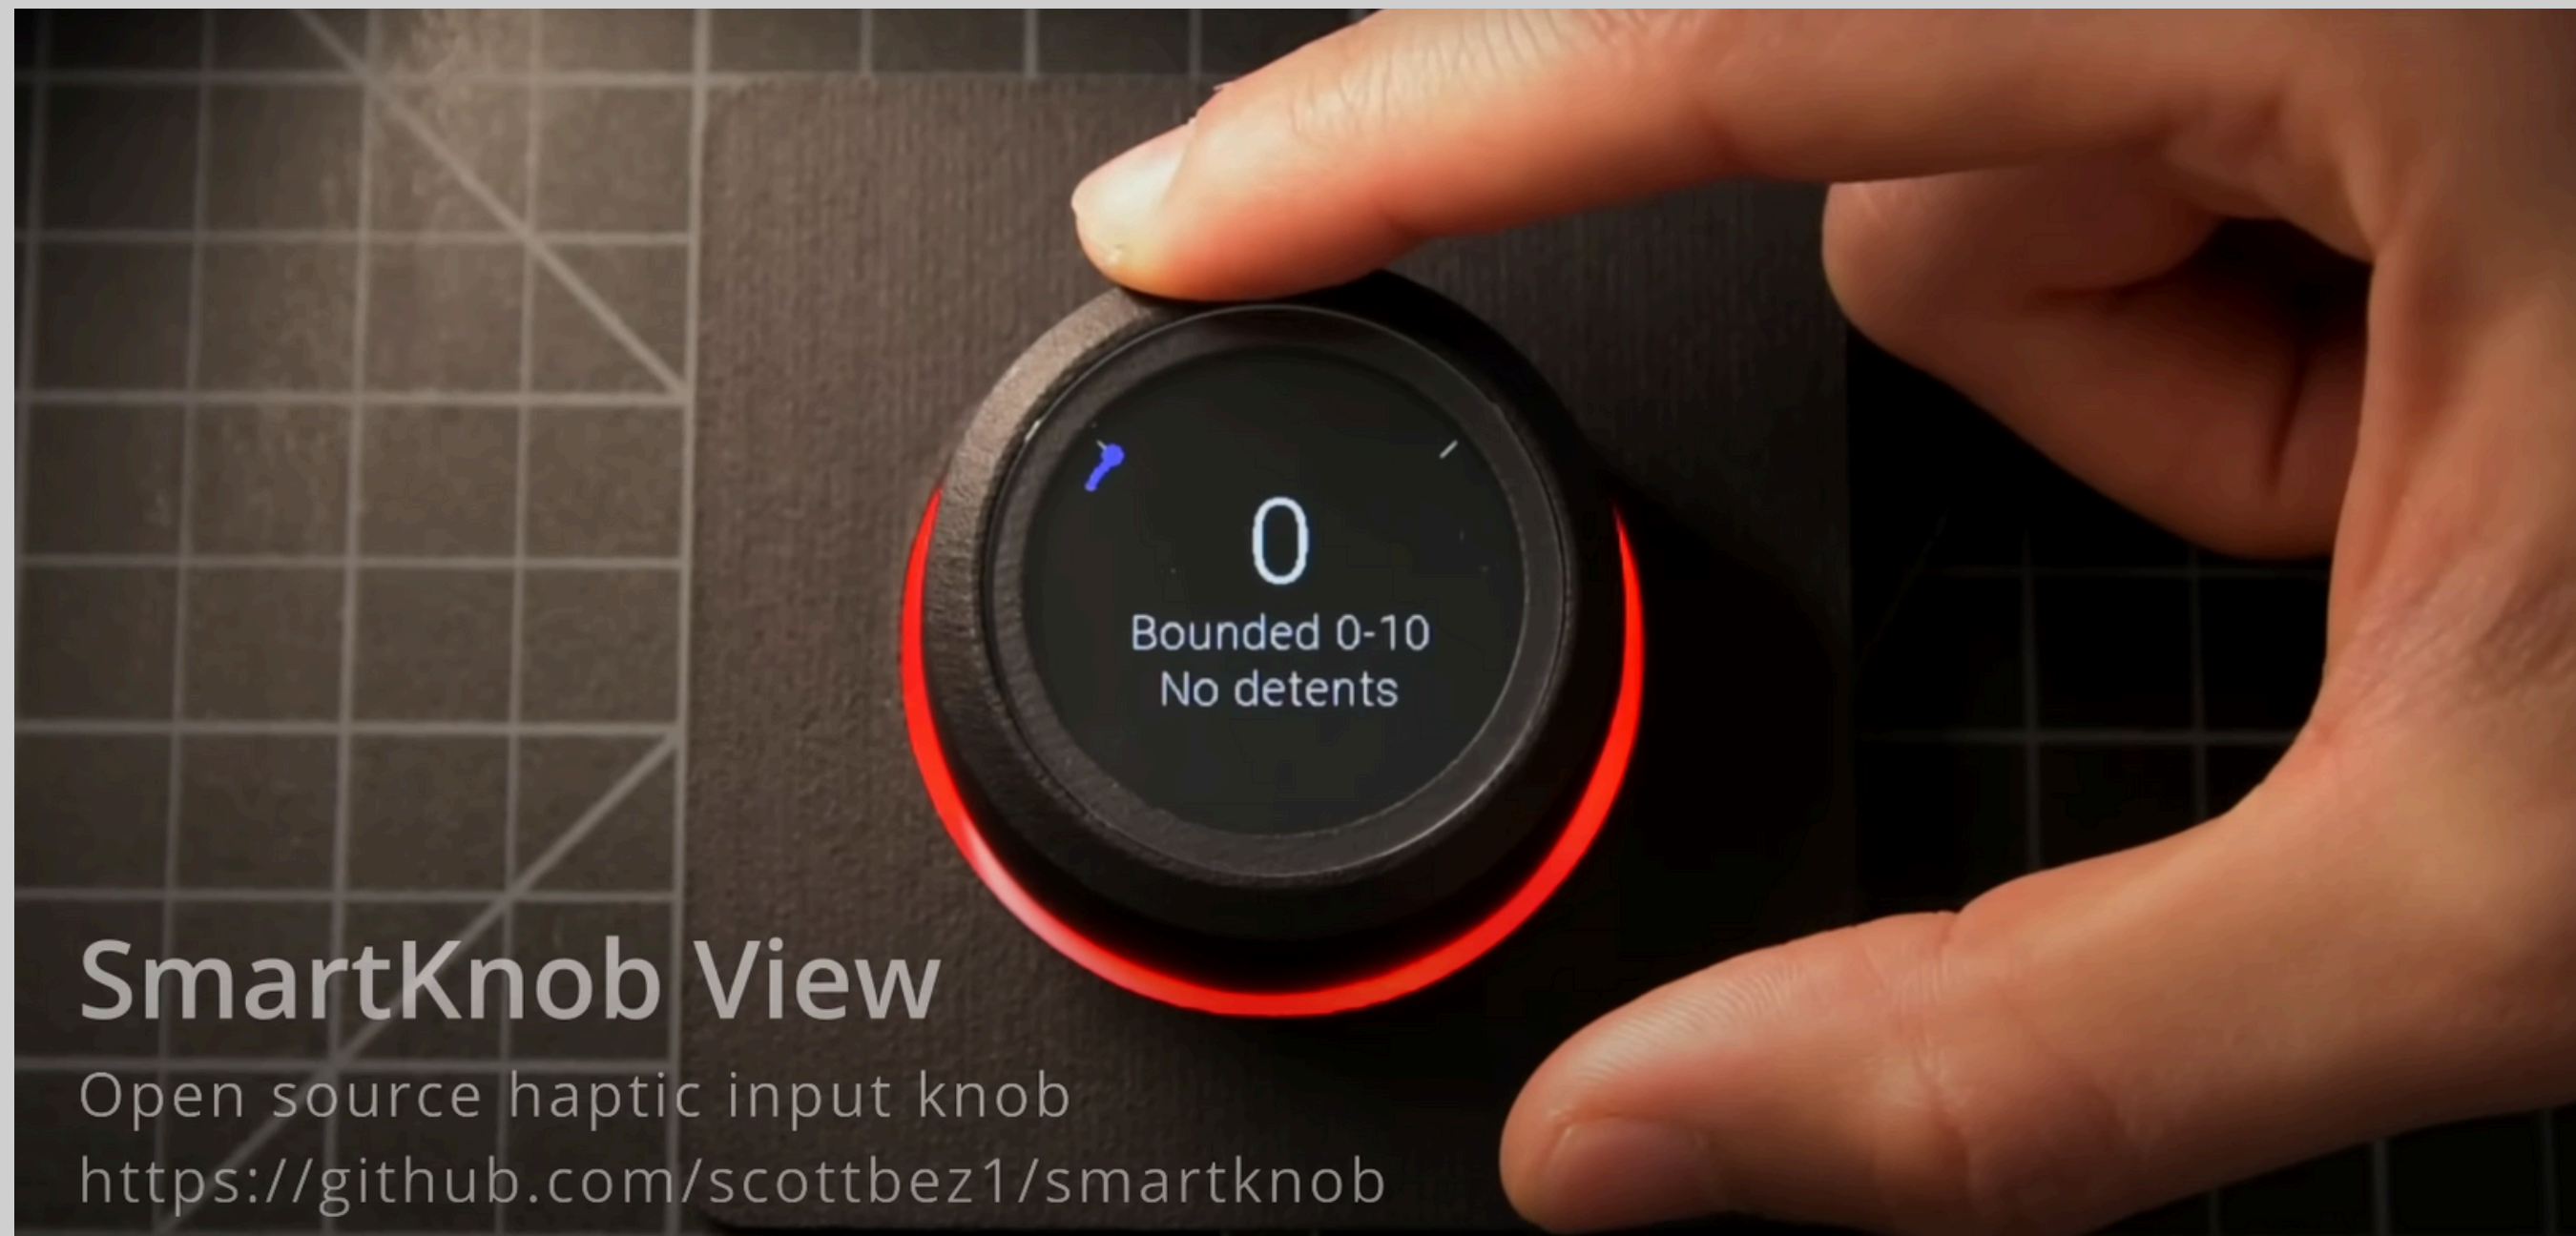 0
Bounded 0-10
No detents
SmartKnob View
Open source haptic input knob
https://github.com/scottbez1/smartknob